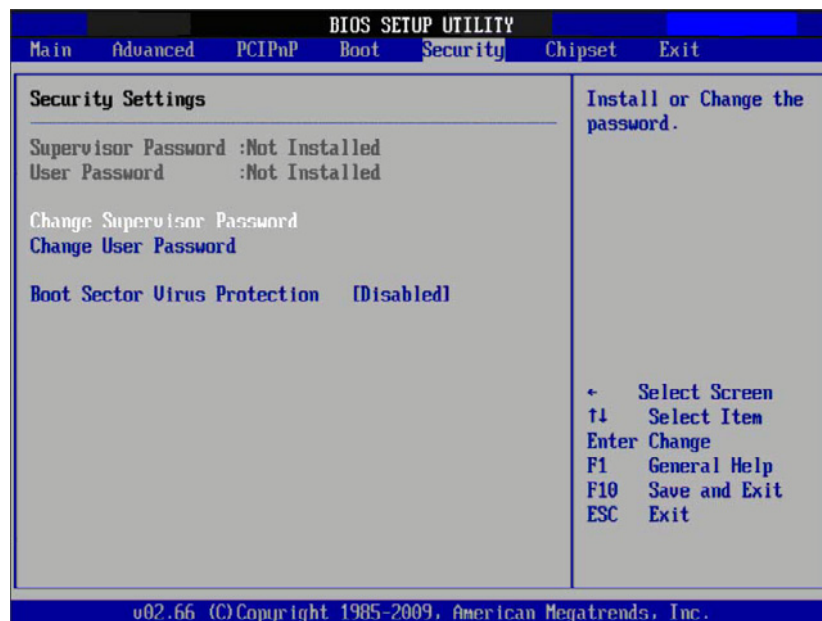 BIOS SETUP UTILITY
Main Advanced PCIPnP Boot Security Chipset Exit
Security Settings
Supervisor Password :Not Installed
User Password :Not Installed
Change Supervisor Password
Change User Password
Boot Sector Virus Protection [Disabled]
Install or Change the
password.
← Select Screen
↑↓ Select Item
Enter Change
F1 General Help
F10 Save and Exit
ESC Exit
v02.66 (C)Copyright 1985-2009, American Megatrends, Inc.